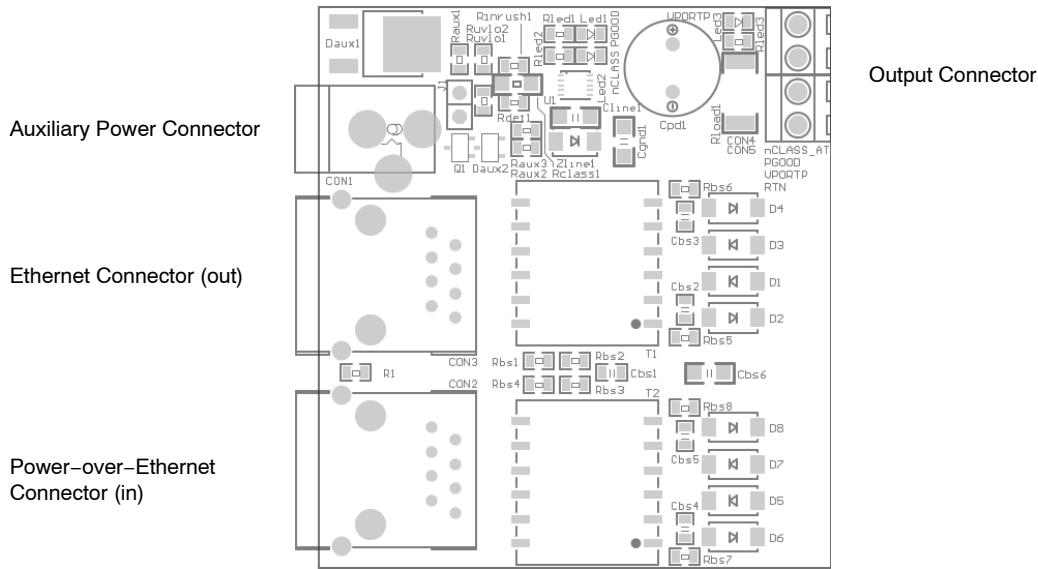 Auxiliary Power Connector
Ethernet Connector (out)
Power–over–Ethernet
Connector (in)
Output Connector
Daux1
Raux1
Ruvlo2
Ruvlo1
Rinrush1
Rled1 Led1
Rled2
nCLASS PGOOD
Led2
VPORTP
Led3
Rled3
J1
Rdet1
U1
Cline1
Cgnd1
Cpd1
Rload1
CON4
CON5
nCLASS_AT
PGOOD
VPORTP
RTN
Q1
Daux2
Raux3
Raux2
Zline1
Rclass1
CON1
Rbs6
D4
Cbs3
D3
Cbs2
D1
D2
Rbs5
T1
CON3
R1
CON2
Rbs1
Rbs2
Rbs4
Rbs3
Cbs1
Cbs6
T2
Rbs8
D8
Cbs5
D7
Cbs4
D5
D6
Rbs7